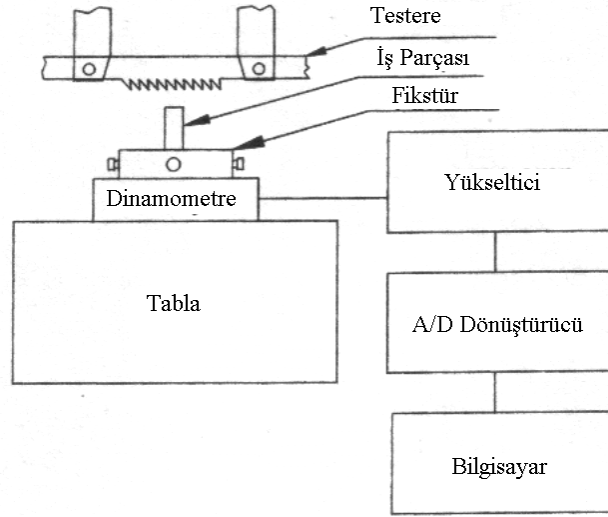 Testere
İş Parçası
Fikstür
Dinamometre
Yükseltici
Tabla
A/D Dönüştürücü
Bilgisayar